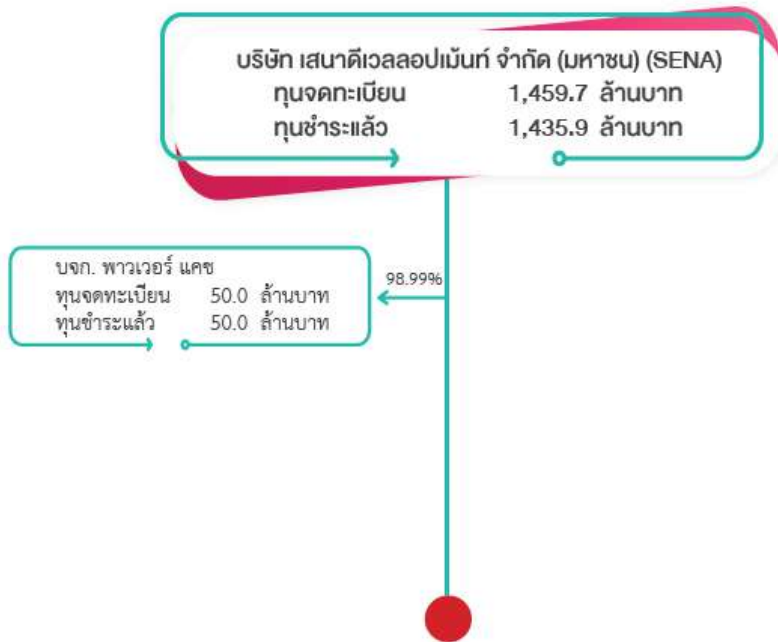 บริษัท เสนาดีเวลลอปเม้นท์ จำกัด (มหาชน) (SENA)
ทุนจดทะเบียน 1,459.7 ล้านบาท
ทุนชำระแล้ว 1,435.9 ล้านบาท
98.99%
บจก. พาวเวอร์ แคช
ทุนจดทะเบียน 50.0 ล้านบาท
ทุนชำระแล้ว 50.0 ล้านบาท